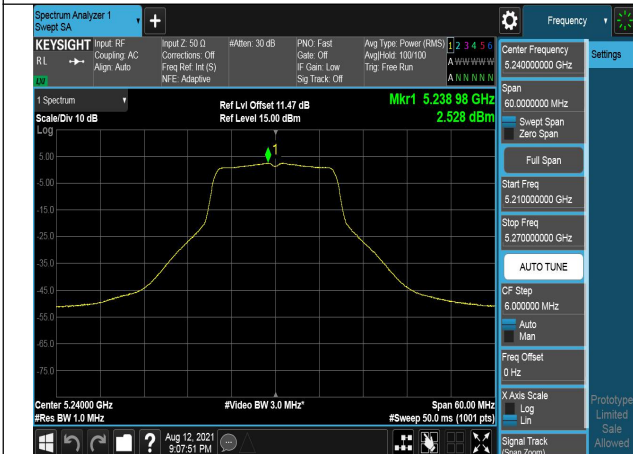 Spectrum Analyzer 1
Swept SA
Frequency
KEYSIGHT
RL
Input: RF
Coupling: AC
Align: Auto
Input Z: 50 Ω
Corrections: Off
Freq Ref: Int (S)
NFE: Adaptive
#Atten: 30 dB
PNO: Fast
Gate: Off
IF Gain: Low
Sig Track: Off
Avg Type: Power (RMS)
Avg|Hold: 100/100
Trig: Free Run
1 2 3 4 5 6
A W W W W W
A N N N N N
1 Spectrum
Scale/Div 10 dB
Log
Ref Lvl Offset 11.47 dB
Ref Level 15.00 dBm
Mkr1 5.238 98 GHz
2.528 dBm
1
5.00
-5.00
-15.0
-25.0
-35.0
-45.0
-55.0
-65.0
-75.0
Center 5.24000 GHz
#Res BW 1.0 MHz
#Video BW 3.0 MHz*
Span 60.00 MHz
#Sweep 50.0 ms (1001 pts)
Aug 12, 2021
9:07:51 PM
Center Frequency
5.240000000 GHz
Settings
Span
60.0000000 MHz
Swept Span
Zero Span
Full Span
Start Freq
5.210000000 GHz
Stop Freq
5.270000000 GHz
AUTO TUNE
CF Step
6.000000 MHz
Auto
Man
Freq Offset
0 Hz
X Axis Scale
Log
Lin
Signal Track
(Span Zoom)
Prototype
Limited
Sale
Allowed